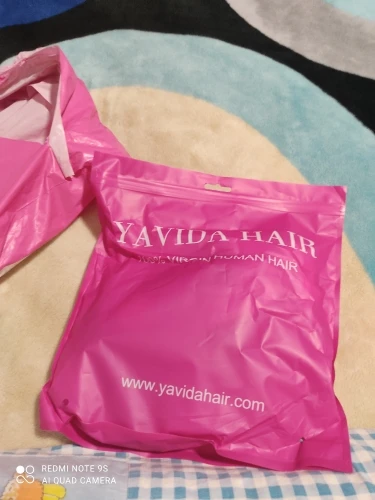 YAVIDA HAIR
VIRGIN HUMAN HAIR
www.yavidahair.com
REDMI NOTE 9S
AI QUAD CAMERA